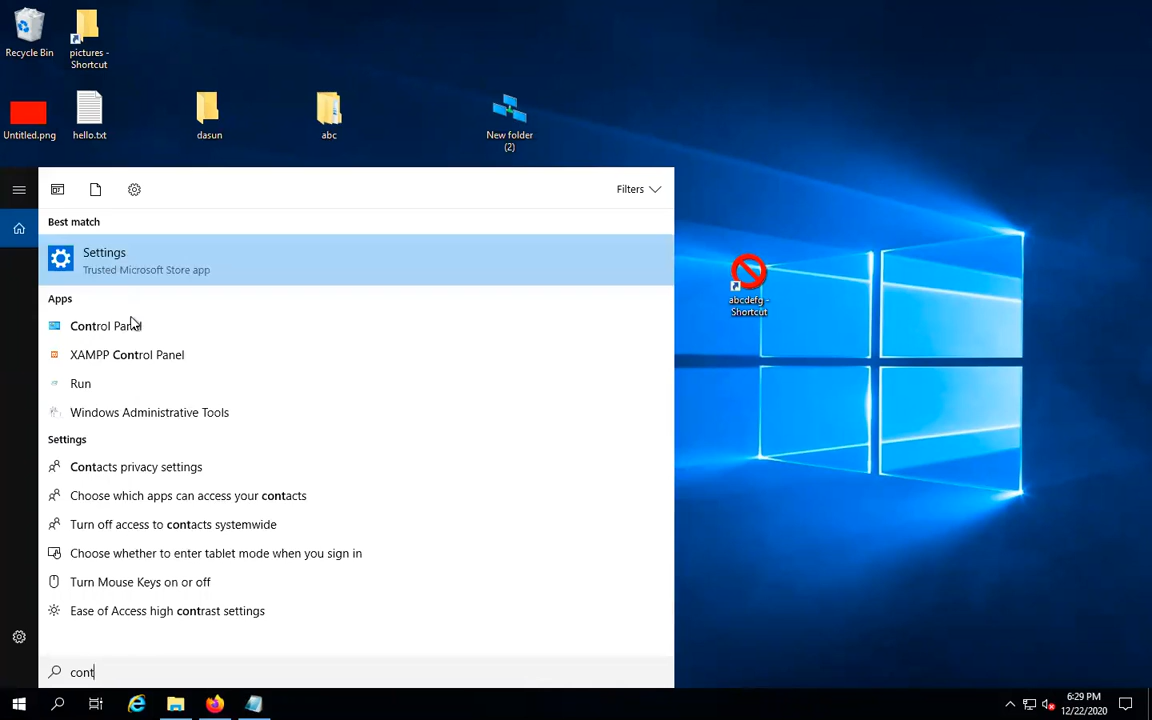 Recycle Bin
pictures -
Shortcut
Untitled.png
hello.txt
dasun
abc
New folder
(2)
Filters
Best match
Settings
Trusted Microsoft Store app
Apps
Control Panel
XAMPP Control Panel
Run
Windows Administrative Tools
Settings
Contacts privacy settings
Choose which apps can access your contacts
Turn off access to contacts systemwide
Choose whether to enter tablet mode when you sign in
Turn Mouse Keys on or off
Ease of Access high contrast settings
cont
abcdefg -
Shortcut
6:29 PM
12/22/2020